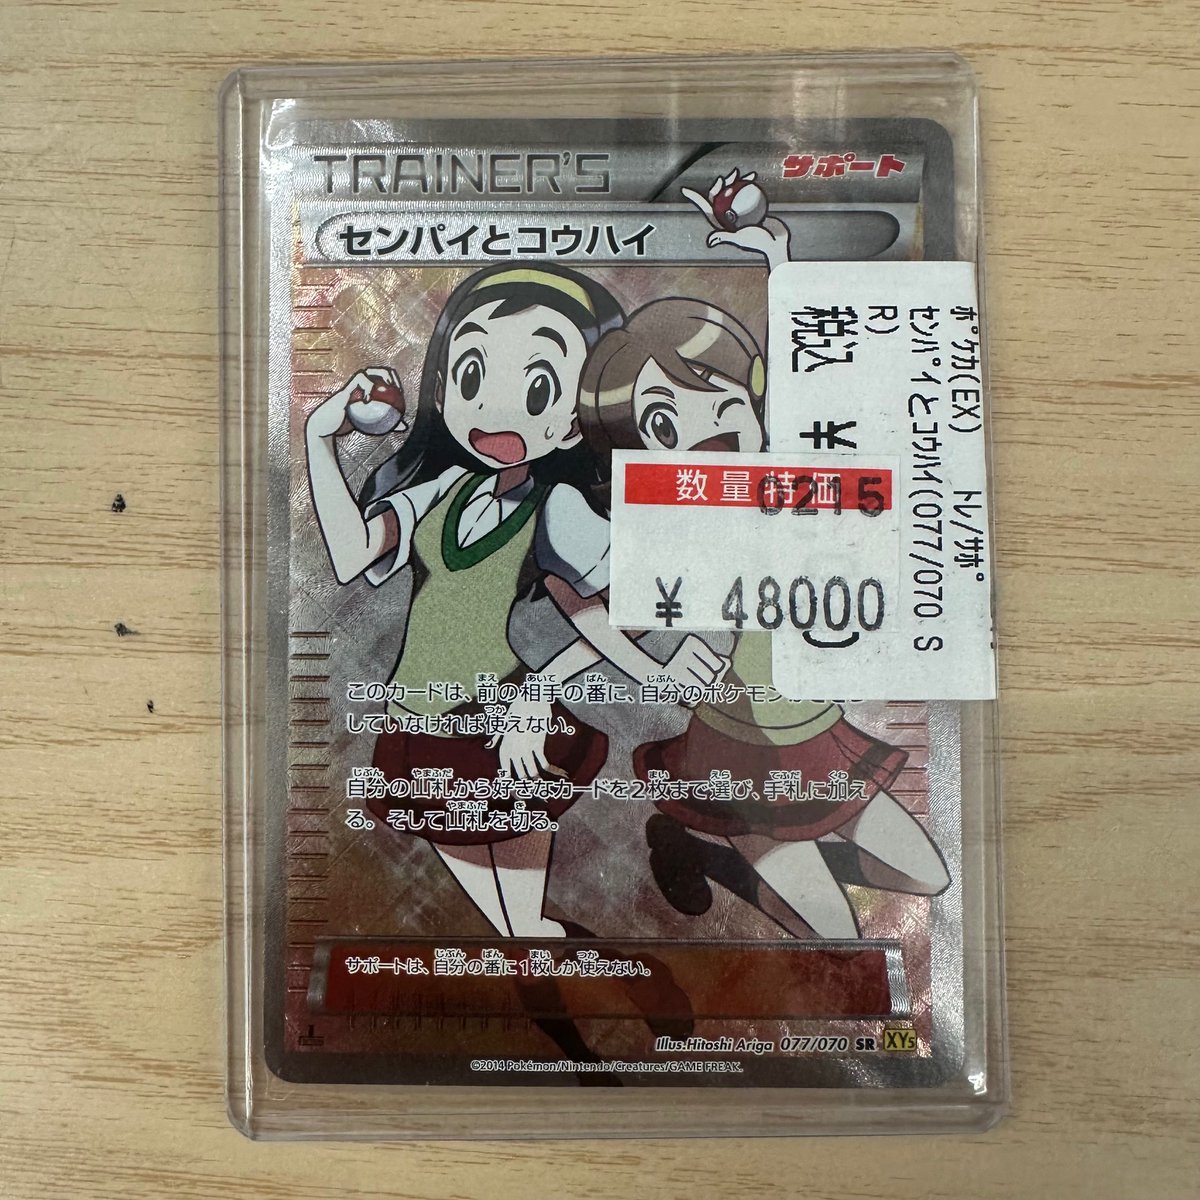 TRAINER'S
サポート
センパイとコウハイ
ポケカ(EX) トレ/サポ
センパイとコウハイ(077/070 S
R)
税込 ¥
数量特価
0215
¥ 48000
このカードは、前の相手の番に、自分のポケモンが
していなければ使えない。
自分の山札から好きなカードを2枚まで選び、手札に加え
る。そして山札を切る。
サポートは、自分の番に1枚しか使えない。
Illus.Hitoshi Ariga 077/070 SR XY5
©2014 Pokémon/Nintendo/Creatures/GAME FREAK.